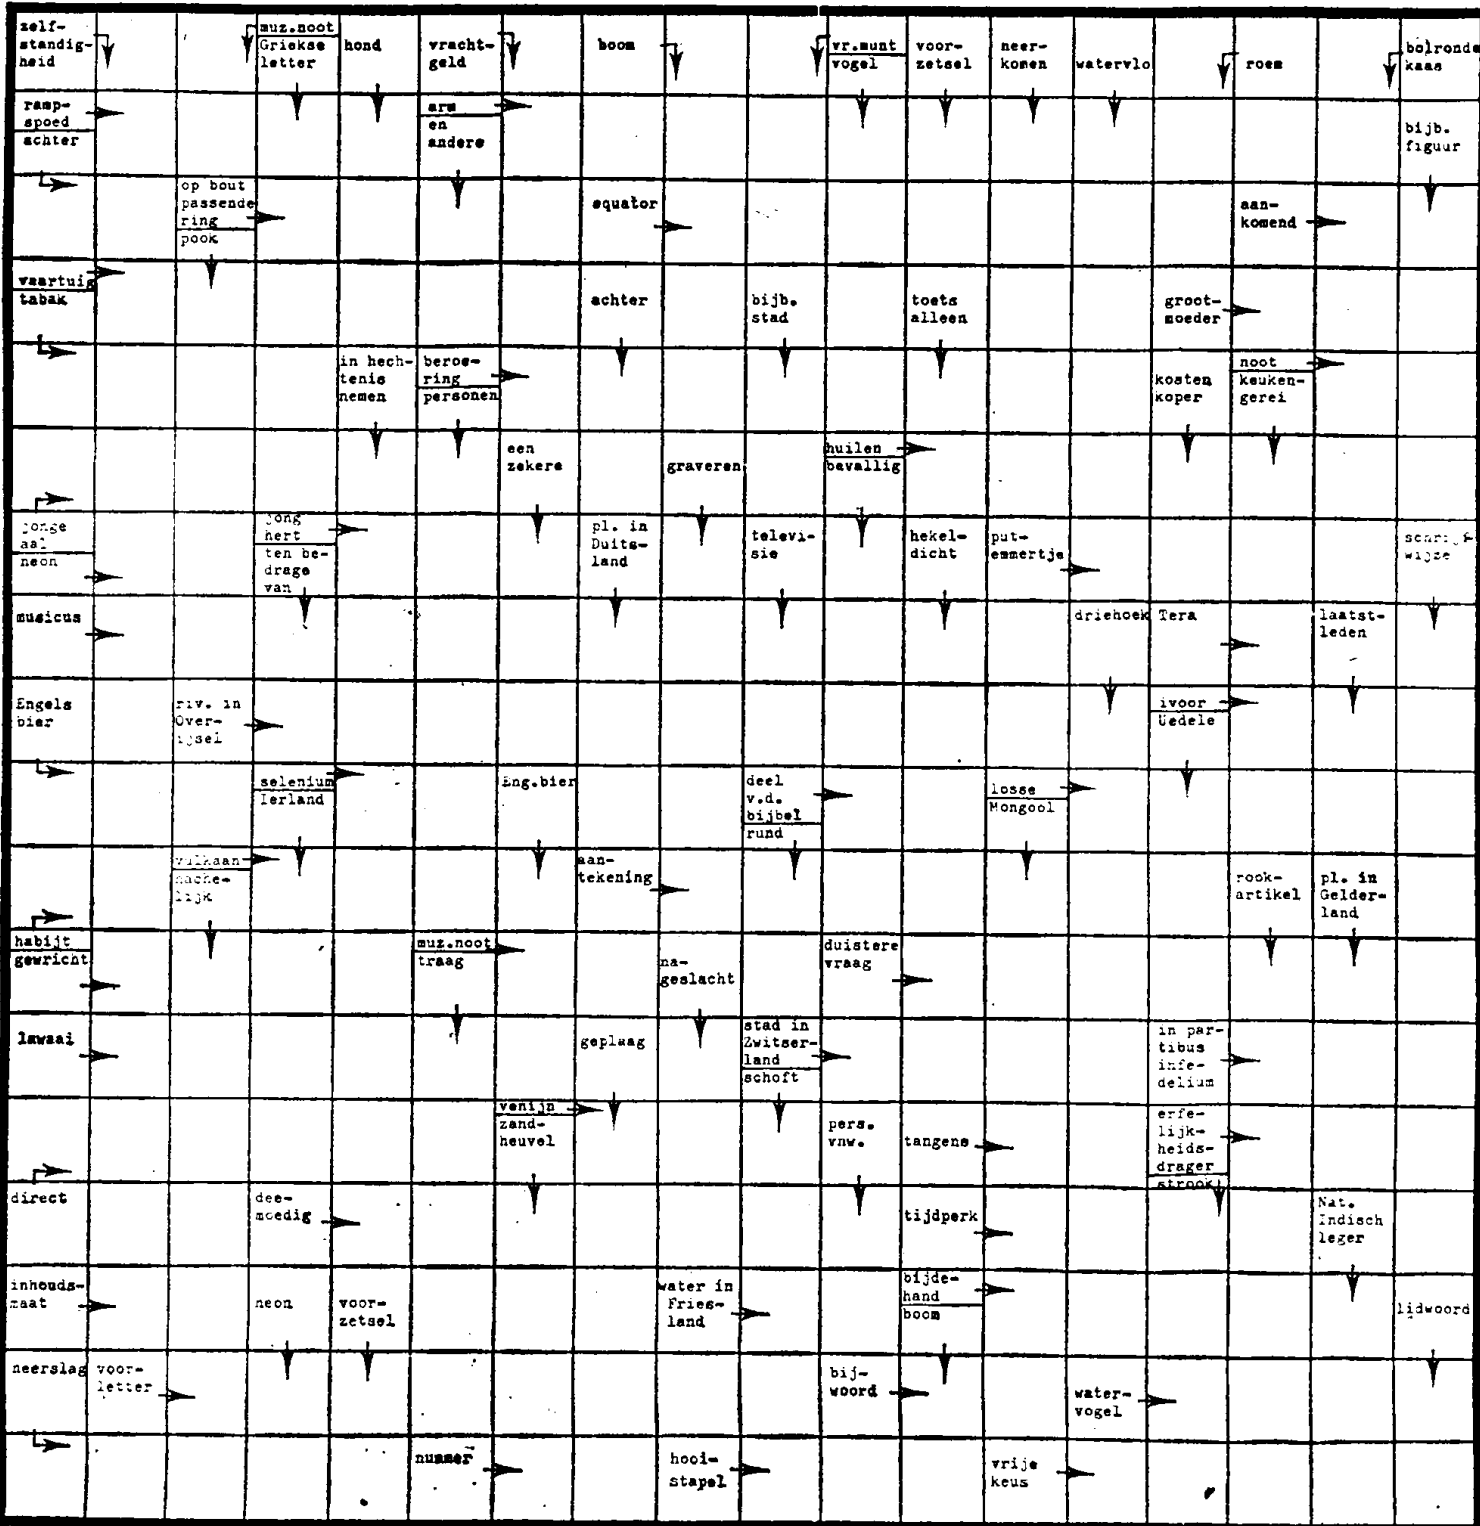 zelf-
standig-
heid
muz.noot
Griekse
letter
hond
vracht-
geld
boom
vr.munt
vogel
voor-
zetsel
neer-
komen
watervlo
roem
bolronde
kaas
ramp-
spoed
achter
arm
en
andere
bijb.
figuur
op bout
passende
ring
pook
equator
aan-
komend
vaartuig
tabak
achter
bijb.
stad
toets
alleen
groot-
moeder
in hech-
tenis
nemen
beroe-
ring
personen
kosten
koper
noot
keuken-
gerei
een
zekere
graveren
huilen
bevallig
jonge
aal
neon
jong
hert
ten be-
drage
van
pl. in
Duits-
land
televi-
sie
hekel-
dicht
put-
emmertje
schrijf-
wijze
musicus
driehoek
Tera
laatst-
leden
Engels
bier
riv. in
Over-
ijsel
ivoor
Uedele
selenium
Ierland
Eng.bier
deel
v.d.
bijbel
rund
losse
Mongool
vulkaan
hache-
lijk
aan-
tekening
rook-
artikel
pl. in
Gelder-
land
habijt
gewricht
muz.noot
traag
na-
geslacht
duistere
vraag
lawaai
geplaag
stad in
Zwitser-
land
schoft
in par-
tibus
infe-
delium
venijn
zand-
heuvel
pers.
vnw.
tangens
erfe-
lijk-
heids-
drager
strook
direct
dee-
moedig
tijdperk
Nat.
Indisch
leger
inhouds-
maat
neon
voor-
zetsel
water in
Fries-
land
bijde-
hand
boom
lidwoord
neerslag
voor-
letter
bij-
woord
water-
vogel
nummer
hooi-
stapel
vrije
keus